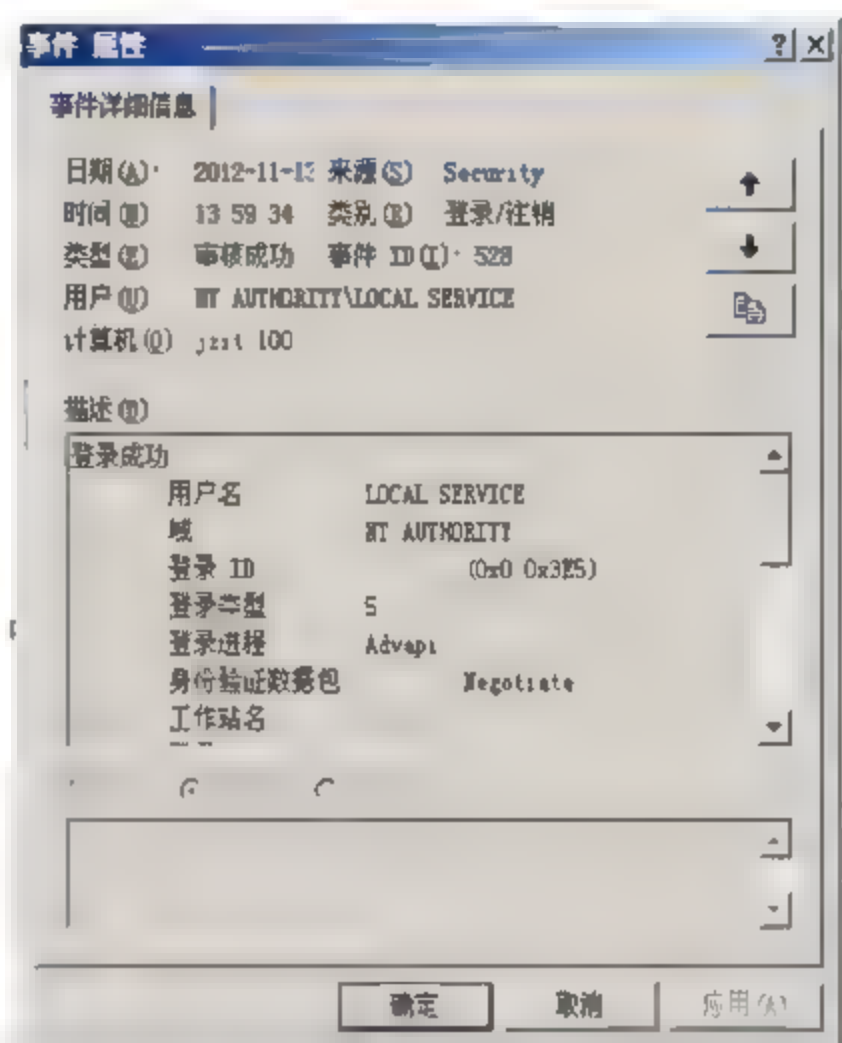 事件 属性
事件详细信息
日期(A): 2012-11-13 来源(S) Security
时间(M) 13 59 34 类别(R) 登录/注销
类型(E) 审核成功 事件 ID(I): 528
用户(U) NT AUTHORITY\LOCAL SERVICE
计算机(O) 100
描述(D)
登录成功
用户名 LOCAL SERVICE
域 NT AUTHORITY
登录 ID (0x0 0x3E5)
登录类型 5
登录进程 Advapi
身份验证数据包 Negotiate
工作站名
确定 取消 应用(A)